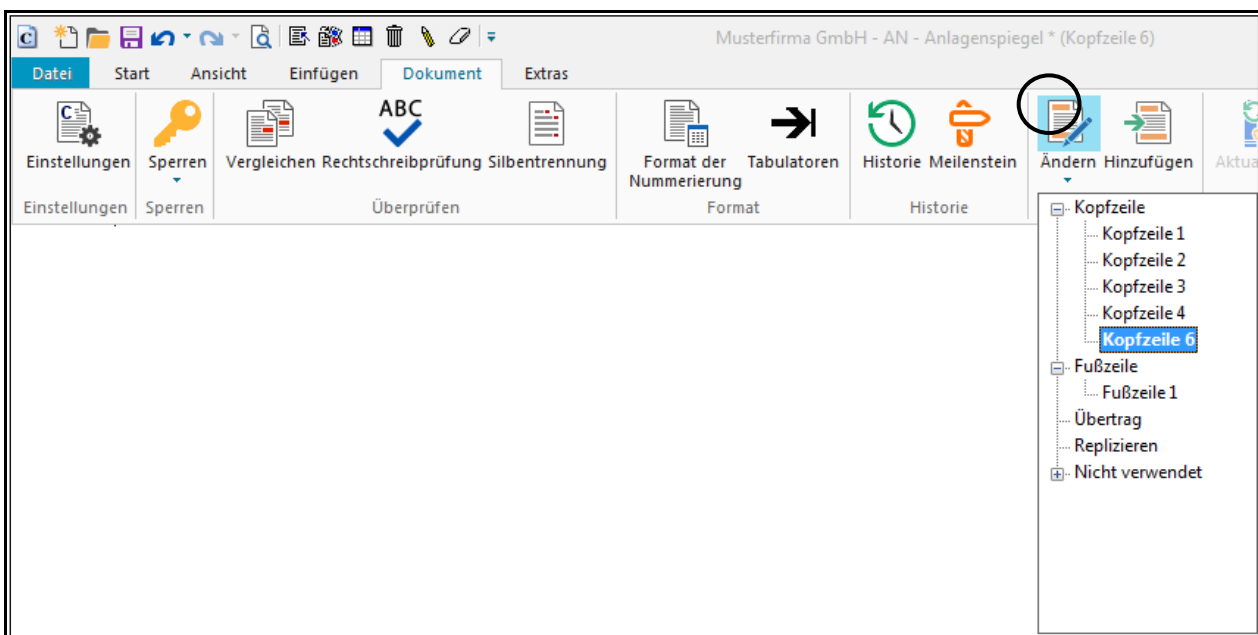 Musterfirma GmbH - AN - Anlagenspiegel * (Kopfzeile 6)
Datei Start Ansicht Einfügen Dokument Extras
ABC
Einstellungen Sperren Vergleichen Rechtschreibprüfung Silbentrennung Format der Nummerierung Tabulatoren Historie Meilenstein Ändern Hinzufügen
Einstellungen Sperren Überprüfen Format Historie
Kopfzeile
Kopfzeile 1
Kopfzeile 2
Kopfzeile 3
Kopfzeile 4
Kopfzeile 6
Fußzeile
Fußzeile 1
Übertrag
Replizieren
Nicht verwendet